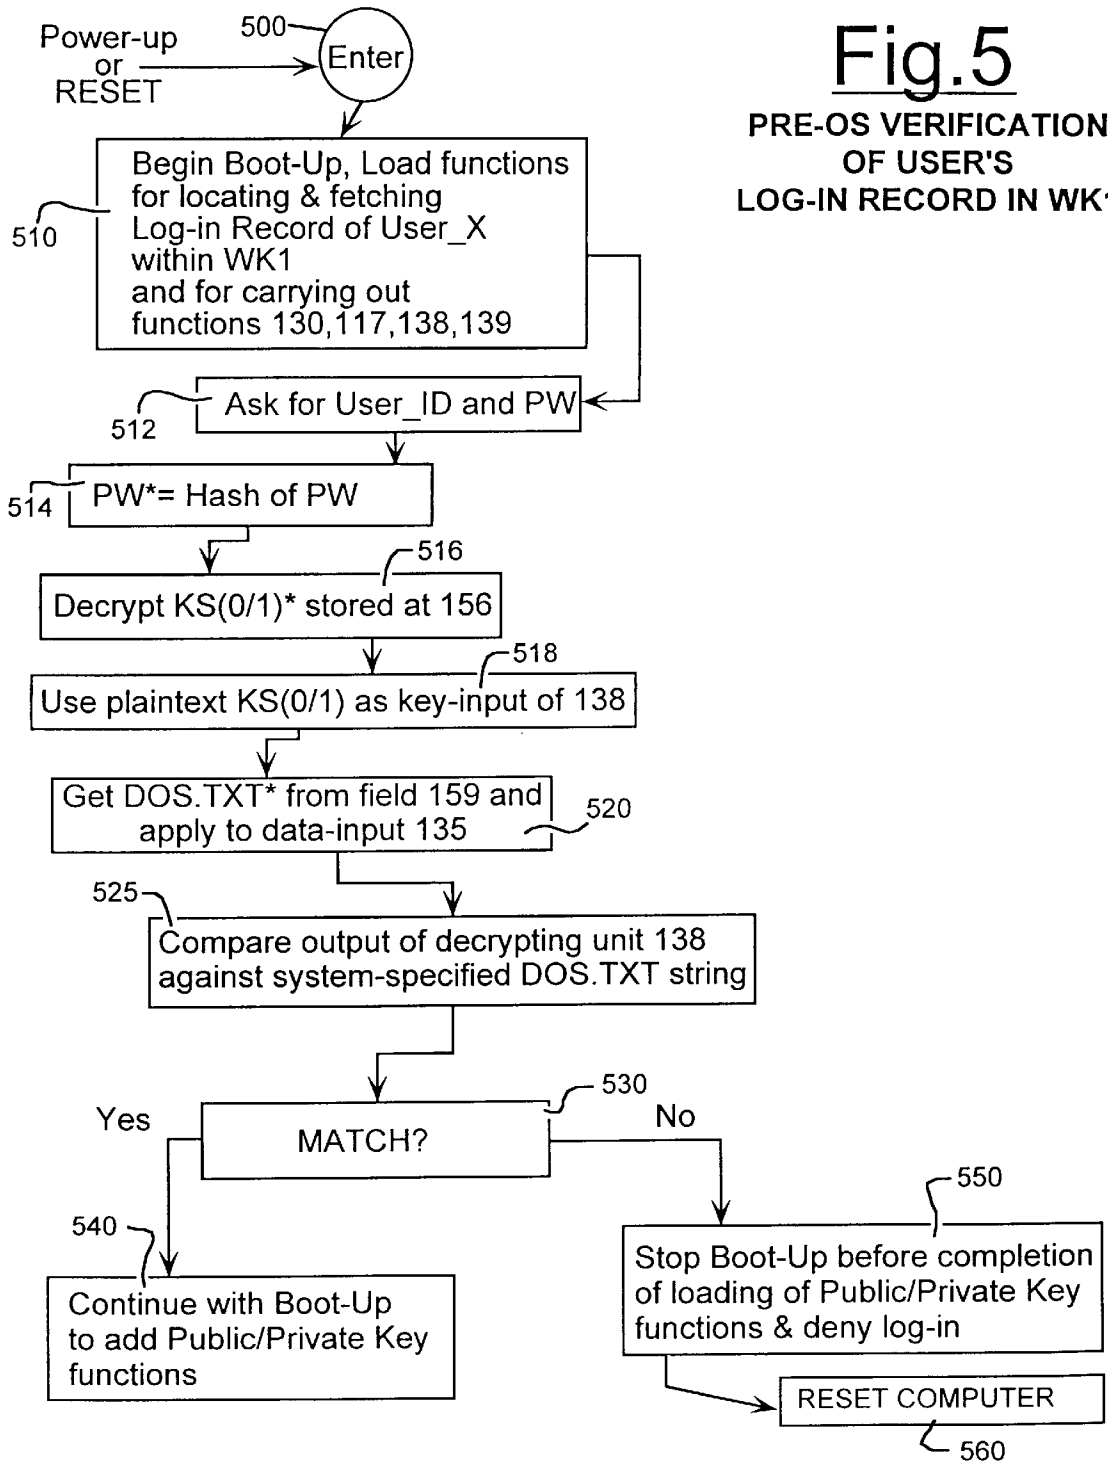 Fig.5
PRE-OS VERIFICATION
OF USER'S
LOG-IN RECORD IN WK1
Power-up
or
RESET
500
Enter
510
Begin Boot-Up, Load functions
for locating & fetching
Log-in Record of User_X
within WK1
and for carrying out
functions 130,117,138,139
512
Ask for User_ID and PW
514
PW*= Hash of PW
516
Decrypt KS(0/1)* stored at 156
518
Use plaintext KS(0/1) as key-input of 138
Get DOS.TXT* from field 159 and
apply to data-input 135
520
525
Compare output of decrypting unit 138
against system-specified DOS.TXT string
530
Yes
MATCH?
No
540
Continue with Boot-Up
to add Public/Private Key
functions
550
Stop Boot-Up before completion
of loading of Public/Private Key
functions & deny log-in
RESET COMPUTER
560